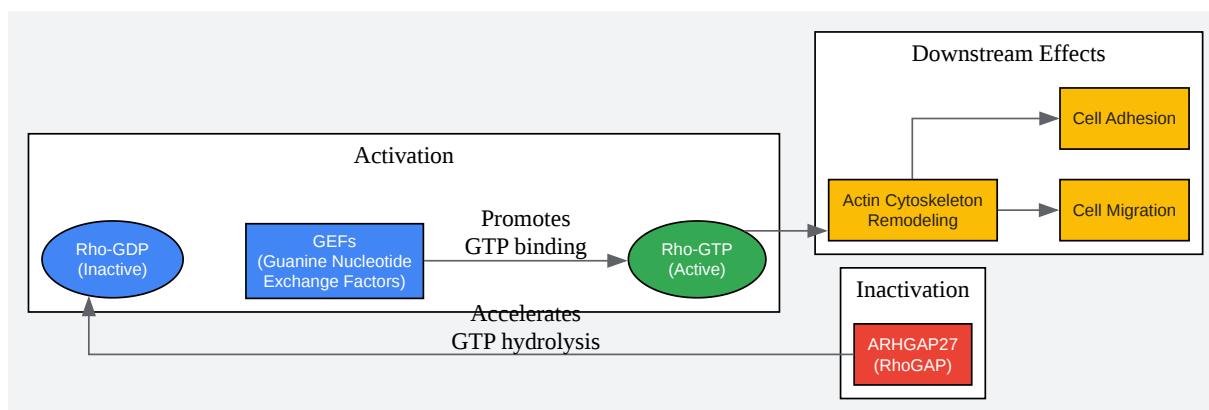 Downstream Effects
Cell Adhesion
Activation
Actin Cytoskeleton
Remodeling
Cell Migration
Rho-GDP
(Inactive)
GEFs
(Guanine Nucleotide
Exchange Factors)
Promotes
GTP binding
Rho-GTP
(Active)
Inactivation
Accelerates
GTP hydrolysis
ARHGAP27
(RhoGAP)